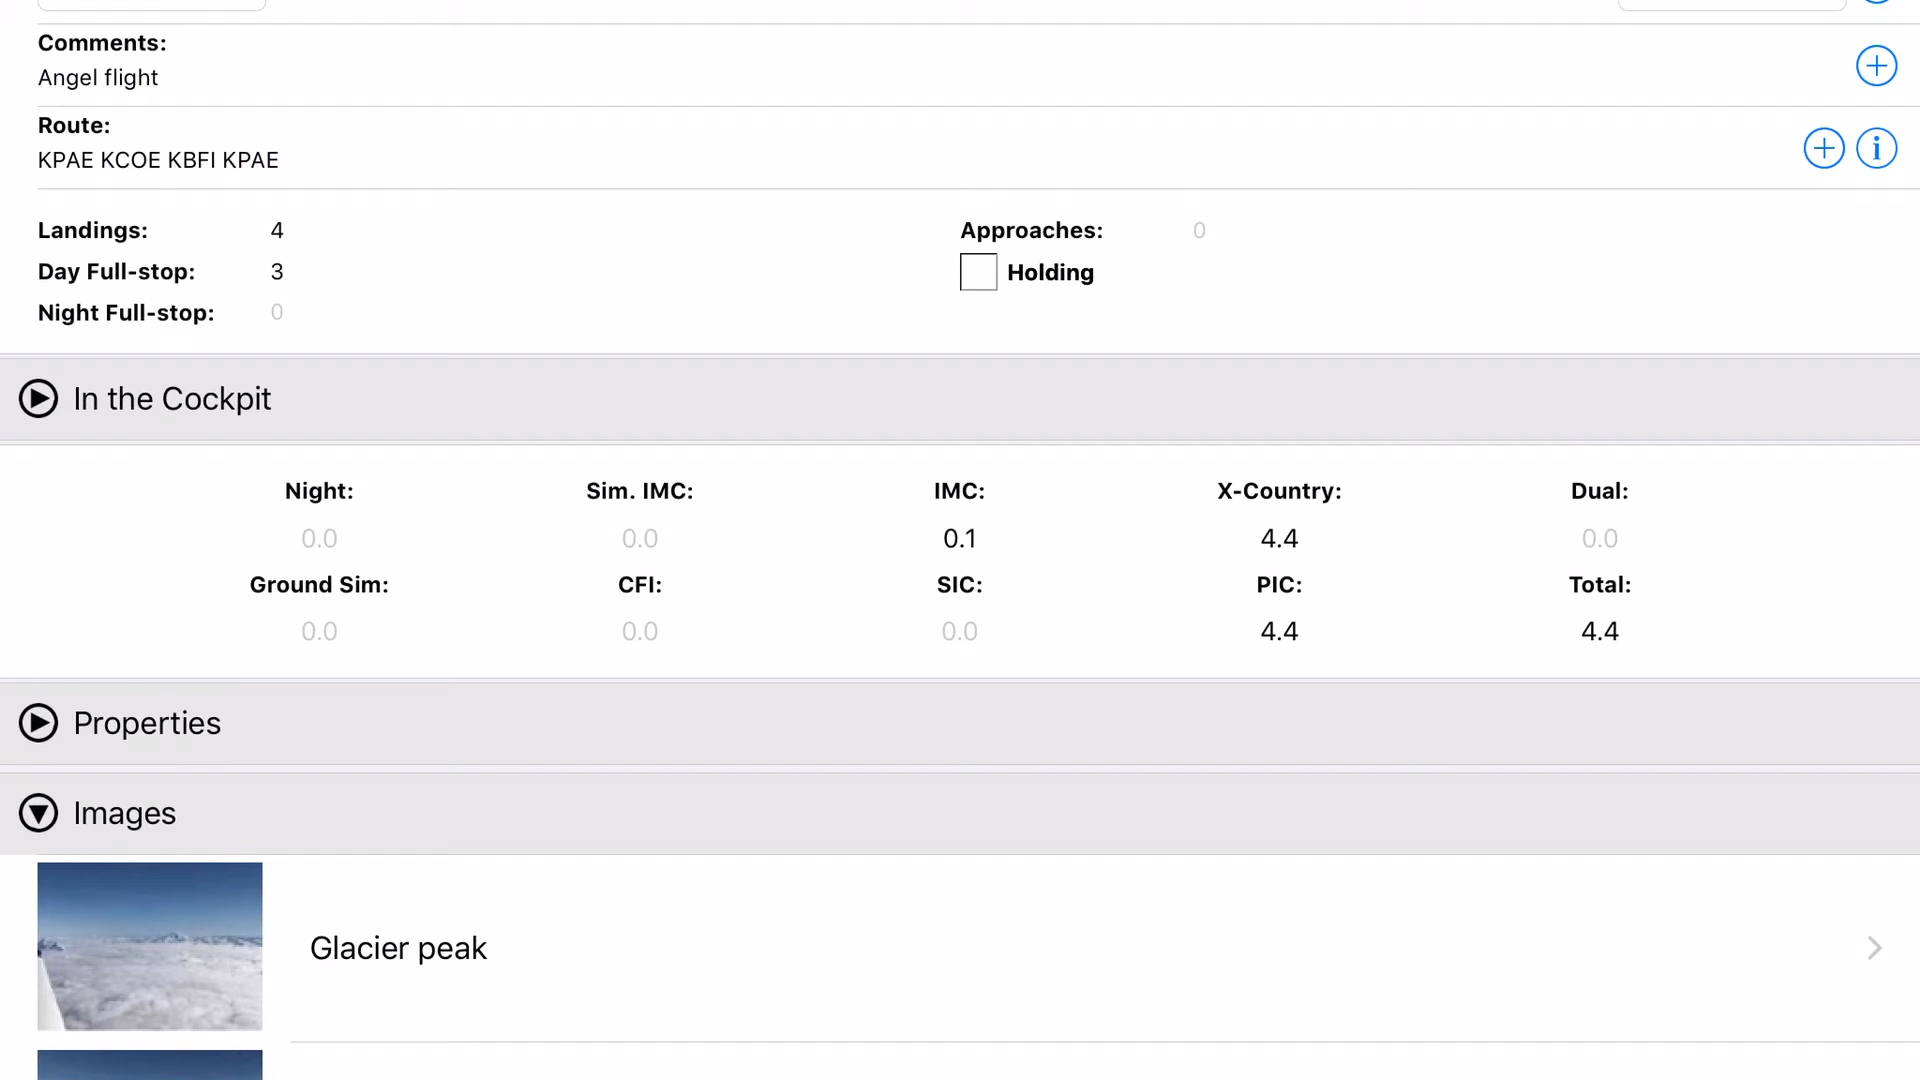 Comments:
Angel flight
Route:
KPAE KCOE KBFI KPAE
Landings: 4
Approaches: 0
Day Full-stop: 3
Holding
Night Full-stop: 0
In the Cockpit
Night: Sim. IMC: IMC: X-Country: Dual:
0.0 0.0 0.1 4.4 0.0
Ground Sim: CFI: SIC: PIC: Total:
0.0 0.0 0.0 4.4 4.4
Properties
Images
Glacier peak